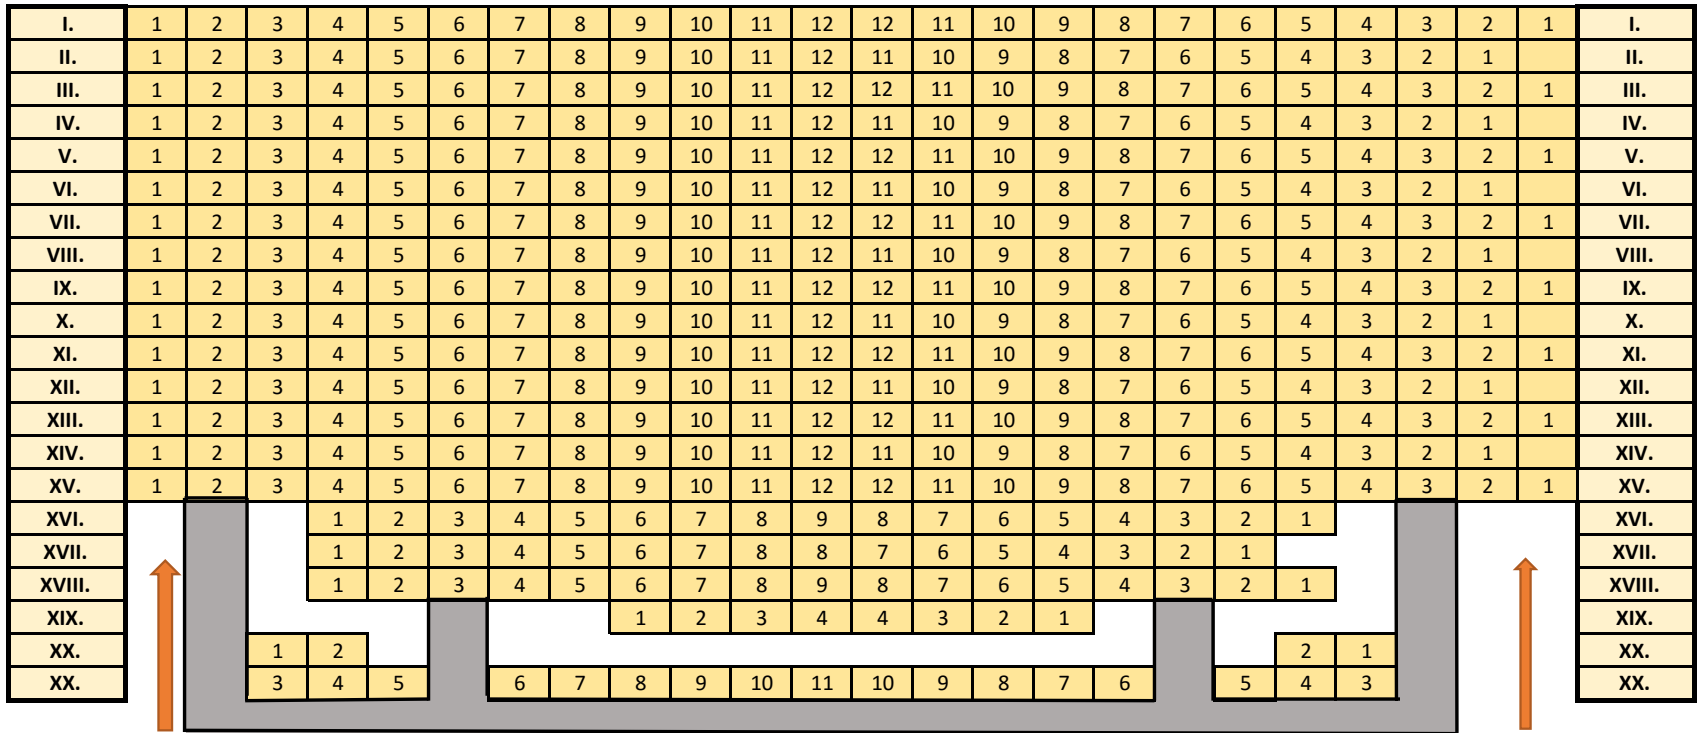 I. 1 2 3 4 5 6 7 8 9 10 11 12 12 11 10 9 8 7 6 5 4 3 2 1 I.
II. 1 2 3 4 5 6 7 8 9 10 11 12 11 10 9 8 7 6 5 4 3 2 1 II.
III. 1 2 3 4 5 6 7 8 9 10 11 12 12 11 10 9 8 7 6 5 4 3 2 1 III.
IV. 1 2 3 4 5 6 7 8 9 10 11 12 11 10 9 8 7 6 5 4 3 2 1 IV.
V. 1 2 3 4 5 6 7 8 9 10 11 12 12 11 10 9 8 7 6 5 4 3 2 1 V.
VI. 1 2 3 4 5 6 7 8 9 10 11 12 11 10 9 8 7 6 5 4 3 2 1 VI.
VII. 1 2 3 4 5 6 7 8 9 10 11 12 12 11 10 9 8 7 6 5 4 3 2 1 VII.
VIII. 1 2 3 4 5 6 7 8 9 10 11 12 11 10 9 8 7 6 5 4 3 2 1 VIII.
IX. 1 2 3 4 5 6 7 8 9 10 11 12 12 11 10 9 8 7 6 5 4 3 2 1 IX.
X. 1 2 3 4 5 6 7 8 9 10 11 12 11 10 9 8 7 6 5 4 3 2 1 X.
XI. 1 2 3 4 5 6 7 8 9 10 11 12 12 11 10 9 8 7 6 5 4 3 2 1 XI.
XII. 1 2 3 4 5 6 7 8 9 10 11 12 11 10 9 8 7 6 5 4 3 2 1 XII.
XIII. 1 2 3 4 5 6 7 8 9 10 11 12 12 11 10 9 8 7 6 5 4 3 2 1 XIII.
XIV. 1 2 3 4 5 6 7 8 9 10 11 12 11 10 9 8 7 6 5 4 3 2 1 XIV.
XV. 1 2 3 4 5 6 7 8 9 10 11 12 12 11 10 9 8 7 6 5 4 3 2 1 XV.
XVI. 1 2 3 4 5 6 7 8 9 8 7 6 5 4 3 2 1 XVI.
XVII. 1 2 3 4 5 6 7 8 8 7 6 5 4 3 2 1 XVII.
XVIII. 1 2 3 4 5 6 7 8 9 8 7 6 5 4 3 2 1 XVIII.
XIX. 1 2 3 4 4 3 2 1 XIX.
XX. 1 2 2 1 XX.
XX. 3 4 5 6 7 8 9 10 11 10 9 8 7 6 5 4 3 XX.